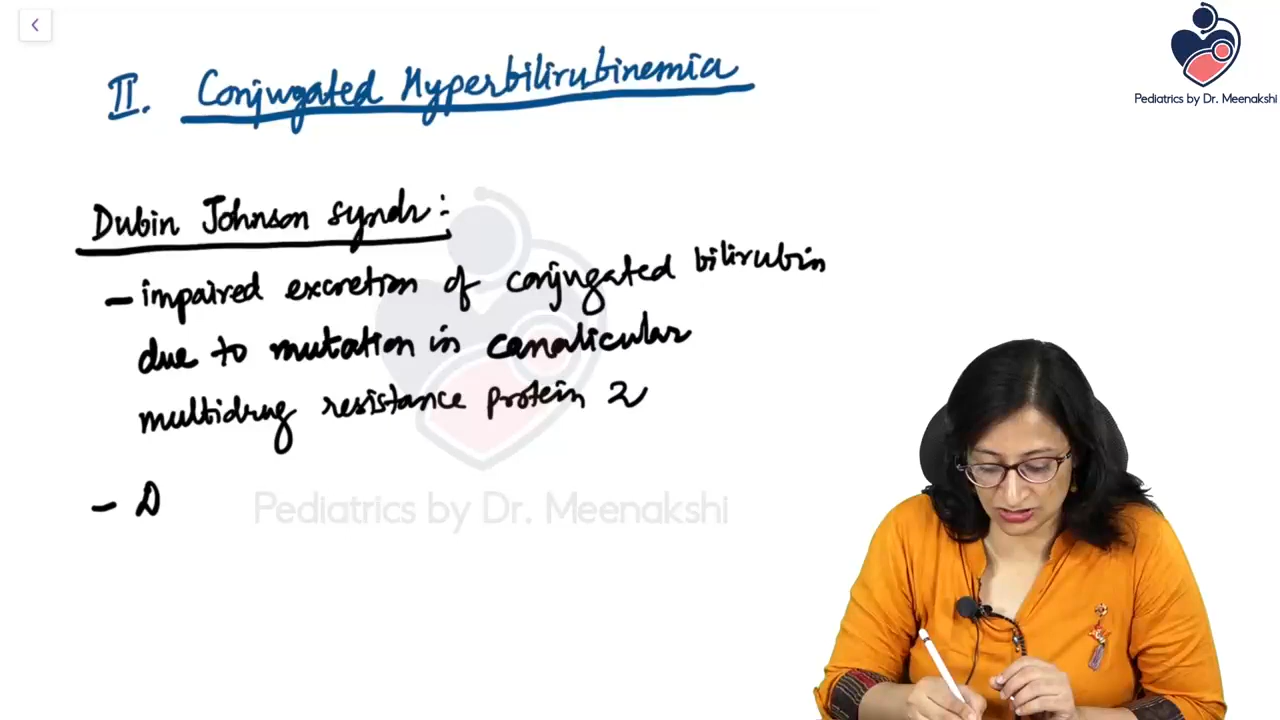 II. Conjugated Hyperbilirubinemia
Pediatrics by Dr. Meenakshi
Dubin Johnson syndr:
- impaired excretion of conjugated bilirubin
due to mutation in canalicular
multidrug resistance protein 2
- D
Pediatrics by Dr. Meenakshi